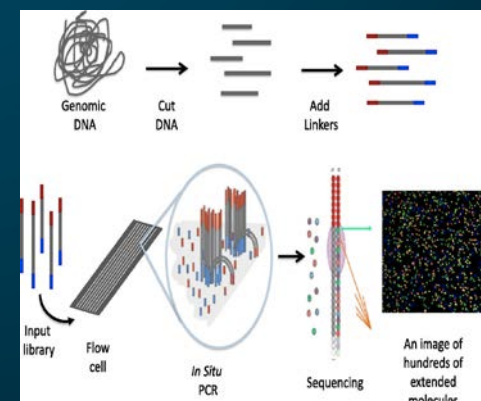 Genomic
DNA
Cut
DNA
Add
Linkers
Input
library
Flow
cell
In Situ
PCR
Sequencing
An image of
hundreds of
extended
molecules